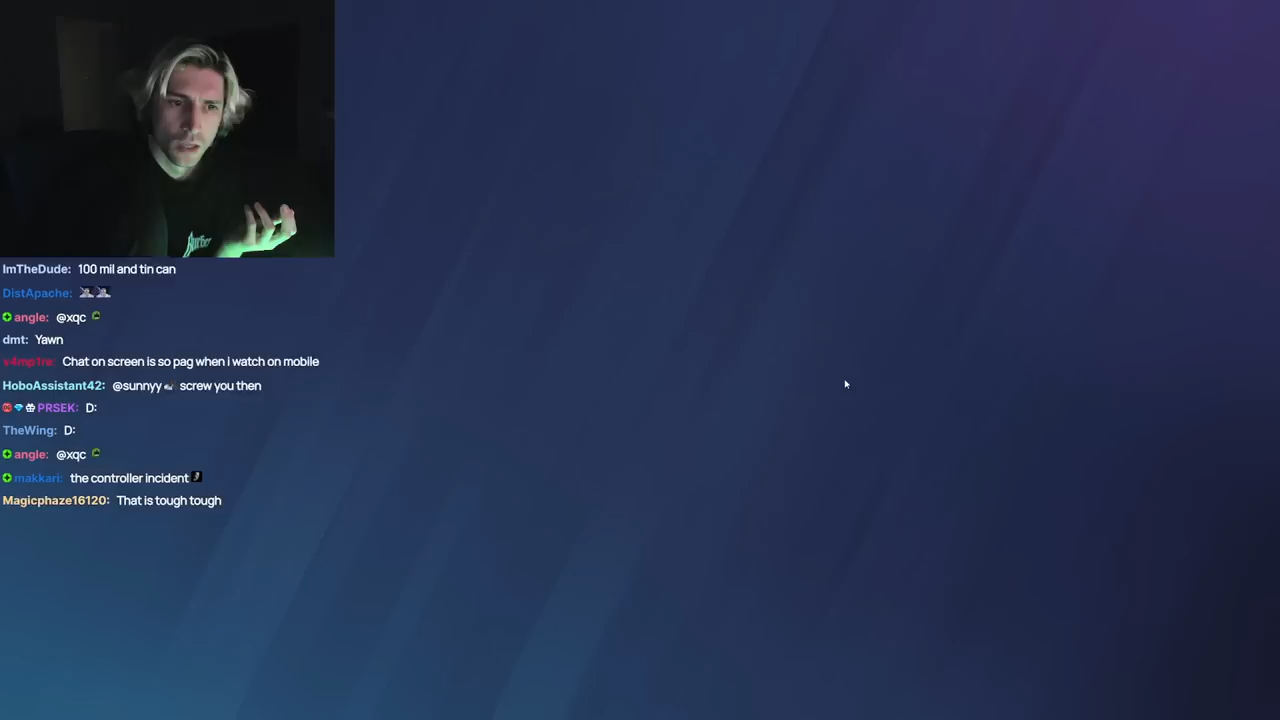 ImTheDude: 100 mil and tin can
DistApache:
angle: @xqc
dmt: Yawn
v4mp1re: Chat on screen is so pag when i watch on mobile
HoboAssistant42: @sunnyy screw you then
PRSEK: D:
TheWing: D:
angle: @xqc
makkari: the controller incident
Magicphaze16120: That is tough tough